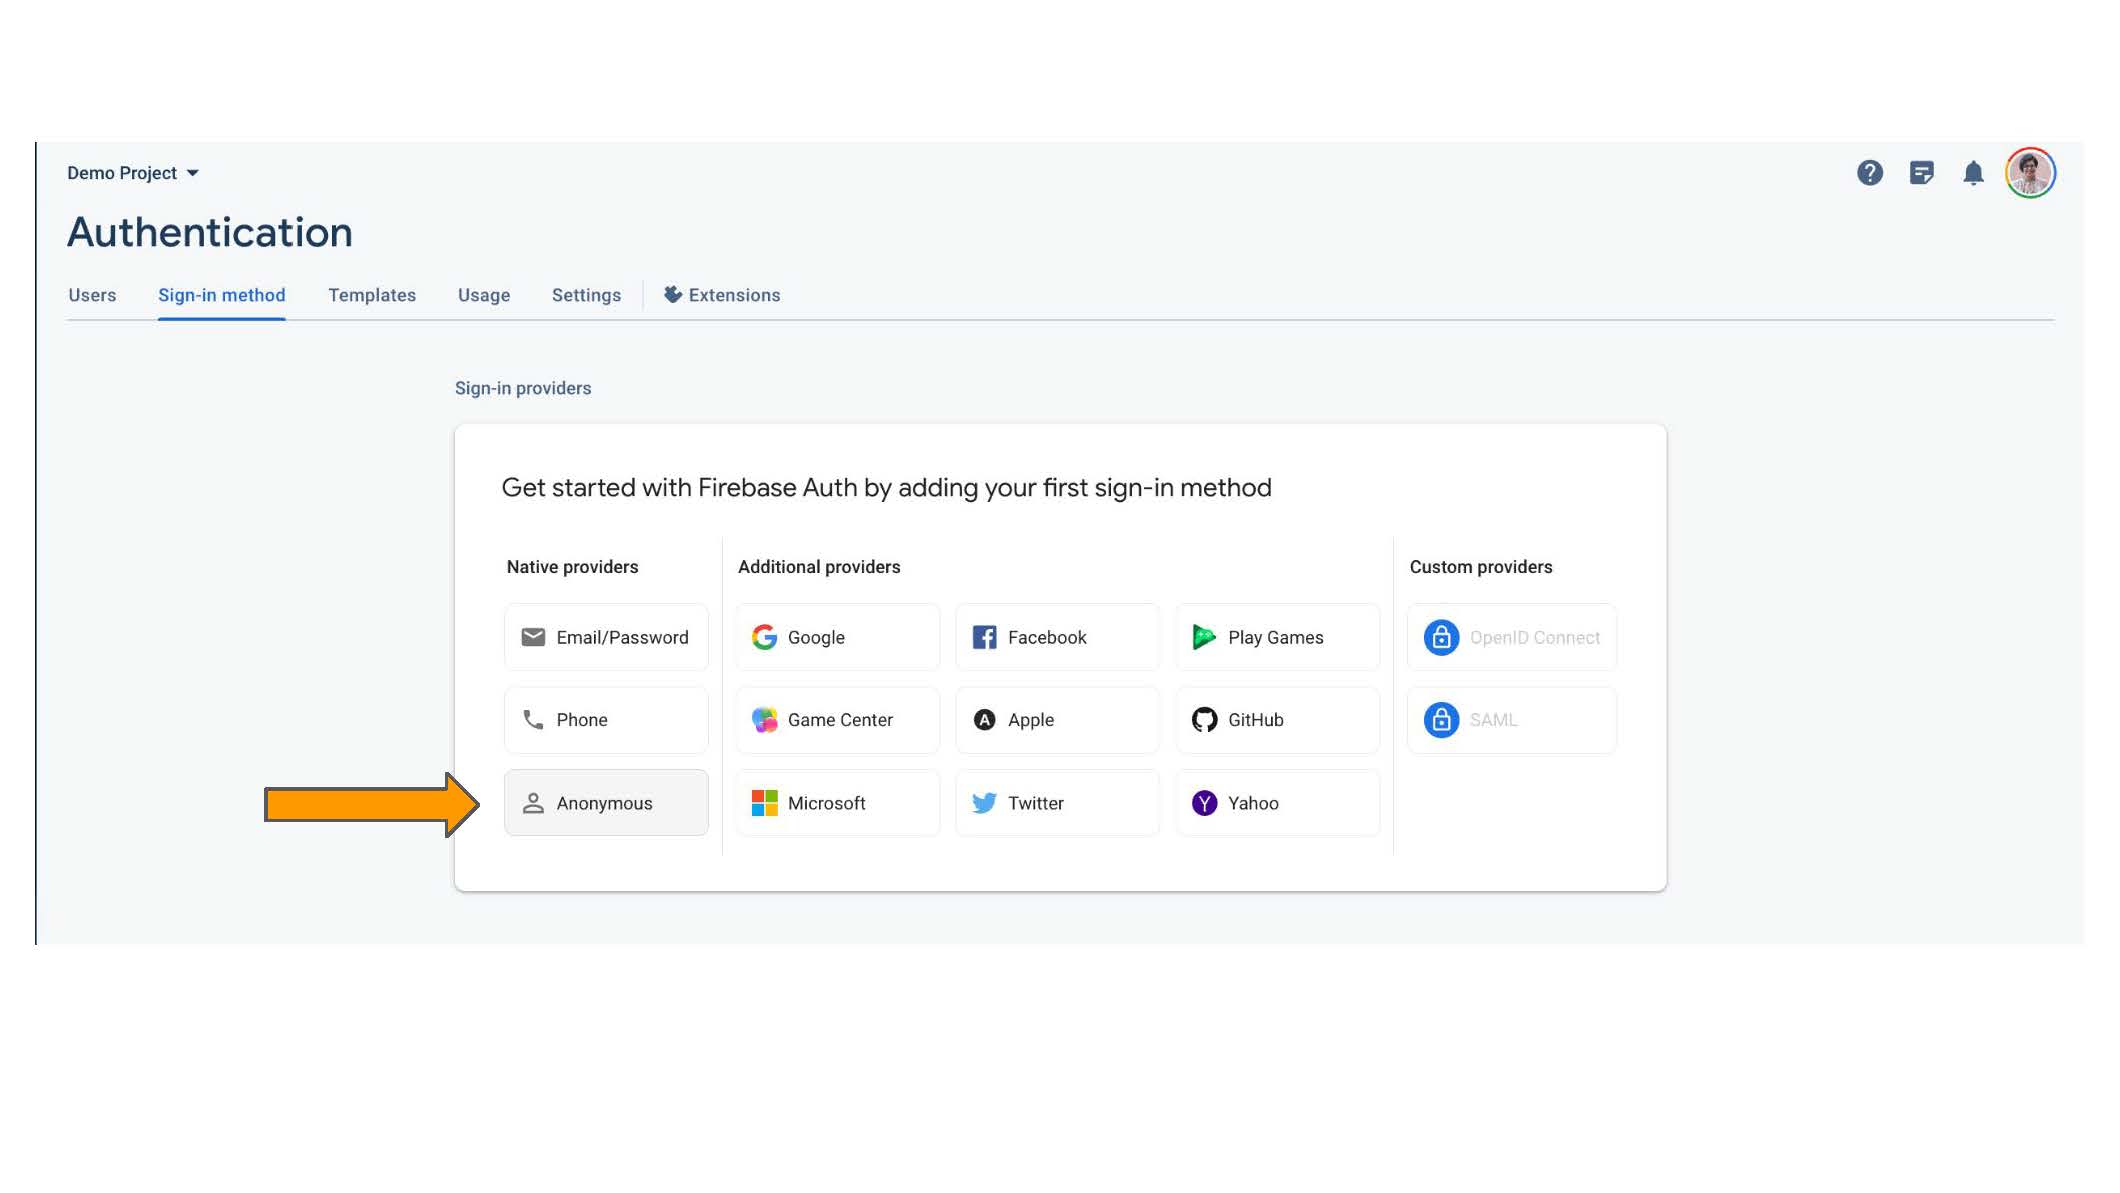 Demo Project
Authentication
Users Sign-in method Templates Usage Settings Extensions
Sign-in providers
Get started with Firebase Auth by adding your first sign-in method
Native providers Additional providers Custom providers
Email/Password Google Facebook Play Games OpenID Connect
Phone Game Center Apple GitHub SAML
Anonymous Microsoft Twitter Yahoo